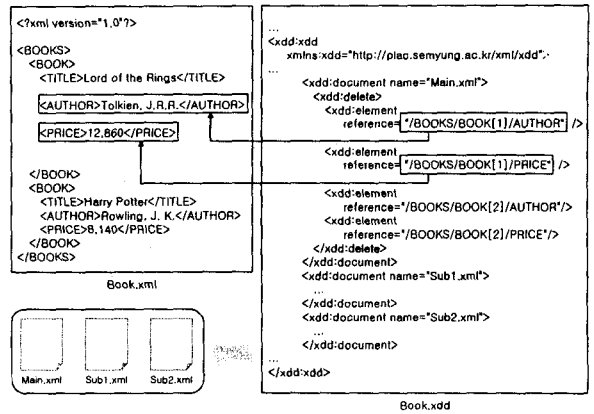 <?xml version="1.0"?>
<BOOKS>
<BOOK>
<TITLE>Lord of the Rings</TITLE>
<AUTHOR>Tolkien, J.R.R.</AUTHOR>
<PRICE>12,860</PRICE>
</BOOK>
<BOOK>
<TITLE>Harry Potter</TITLE>
<AUTHOR>Rowling, J. K.</AUTHOR>
<PRICE>8,140</PRICE>
</BOOK>
</BOOKS>
Book.xml
Main.xml Sub1.xml Sub2.xml
...
<xdd:xdd
xmlns:xdd="http://plac.semyung.ac.kr/xml/xdd">
...
<xdd:document name="Main.xml">
<xdd:delete>
<xdd:element
reference="/BOOKS/BOOK[1]/AUTHOR" />
<xdd:element
reference="/BOOKS/BOOK[1]/PRICE" />
<xdd:element
reference="/BOOKS/BOOK[2]/AUTHOR"/>
<xdd:element
reference="/BOOKS/BOOK[2]/PRICE"/>
</xdd:delete>
</xdd:document>
<xdd:document name="Sub1.xml">
...
</xdd:document>
<xdd:document name="Sub2.xml">
...
</xdd:document>
...
</xdd:xdd>
Book.xdd